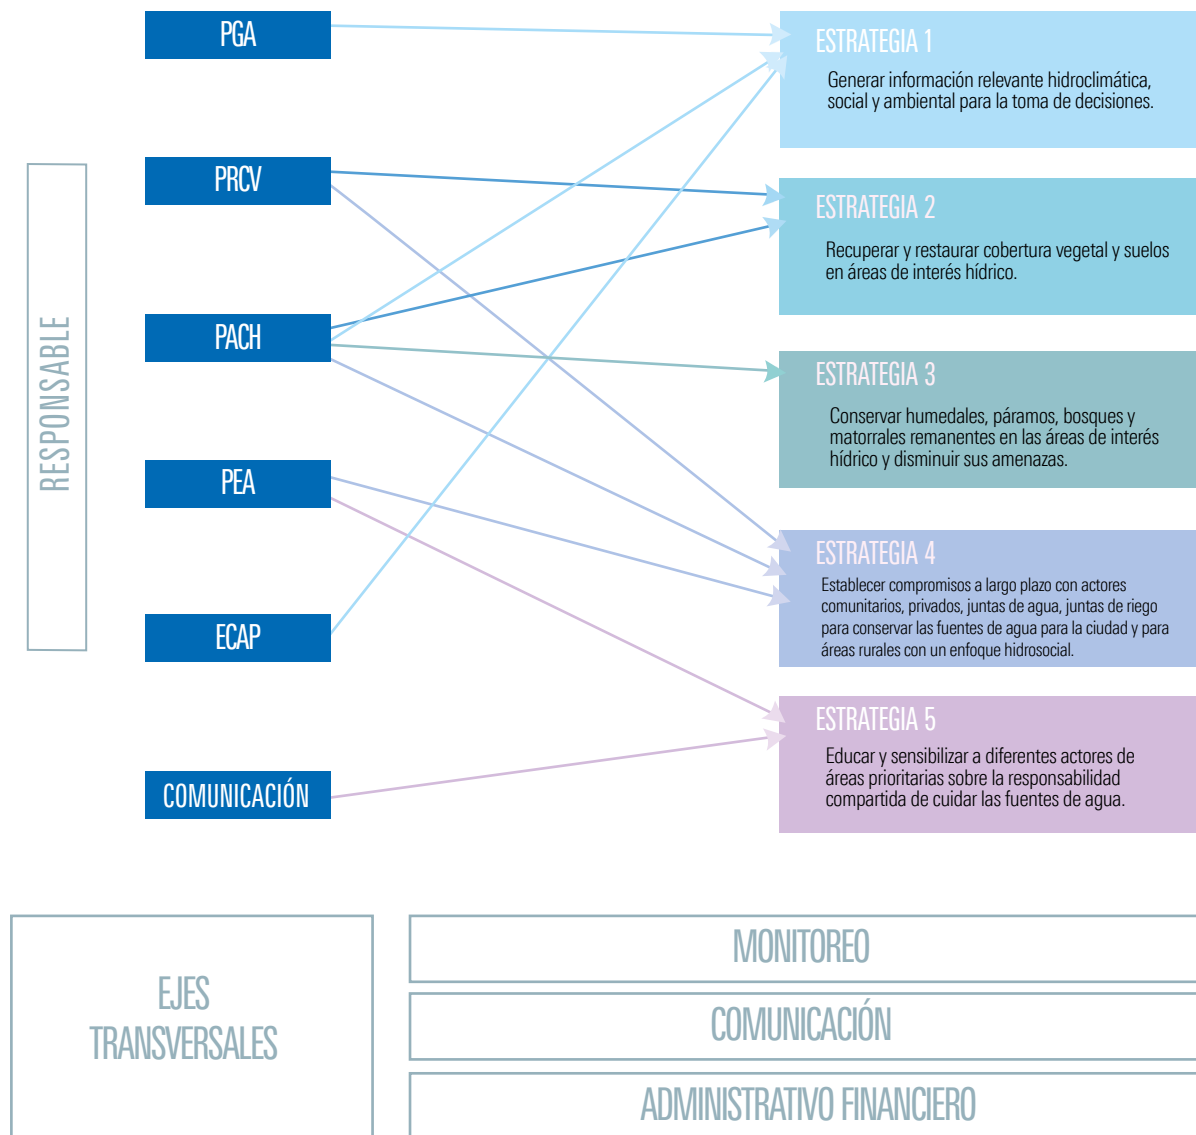 PGA
PRCV
PACH
PEA
ECAP
COMUNICACIÓN
RESPONSABLE
ESTRATEGIA 1
Generar información relevante hidroclimática,
social y ambiental para la toma de decisiones.
ESTRATEGIA 2
Recuperar y restaurar cobertura vegetal y suelos
en áreas de interés hídrico.
ESTRATEGIA 3
Conservar humedales, páramos, bosques y
matorrales remanentes en las áreas de interés
hídrico y disminuir sus amenazas.
ESTRATEGIA 4
Establecer compromisos a largo plazo con actores
comunitarios, privados, juntas de agua, juntas de riego
para conservar las fuentes de agua para la ciudad y para
áreas rurales con un enfoque hidrosocial.
ESTRATEGIA 5
Educar y sensibilizar a diferentes actores de
áreas prioritarias sobre la responsabilidad
compartida de cuidar las fuentes de agua.
EJES
TRANSVERSALES
MONITOREO
COMUNICACIÓN
ADMINISTRATIVO FINANCIERO